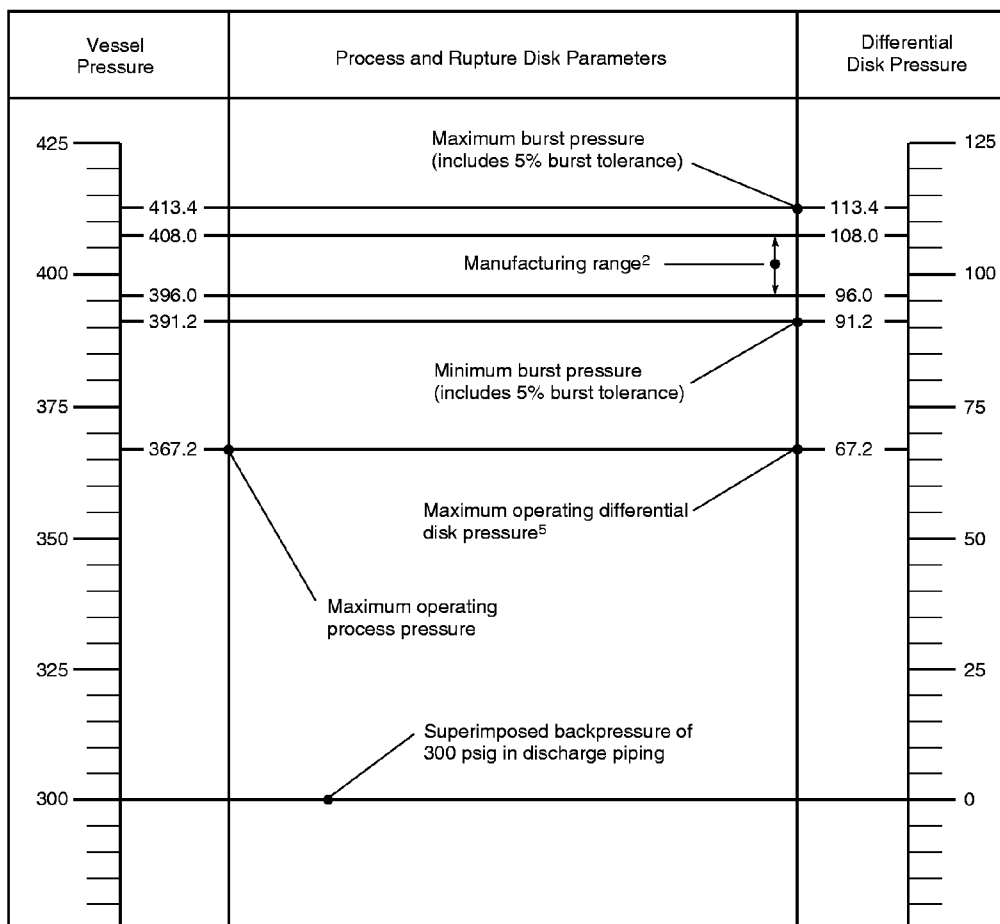 Vessel
Pressure
Process and Rupture Disk Parameters
Differential
Disk Pressure
425
Maximum burst pressure
(includes 5% burst tolerance)
125
413.4
113.4
408.0
108.0
Manufacturing range2
400
100
396.0
96.0
391.2
91.2
Minimum burst pressure
(includes 5% burst tolerance)
375
75
367.2
67.2
Maximum operating differential
disk pressure5
350
50
Maximum operating
process pressure
325
25
Superimposed backpressure of
300 psig in discharge piping
300
0